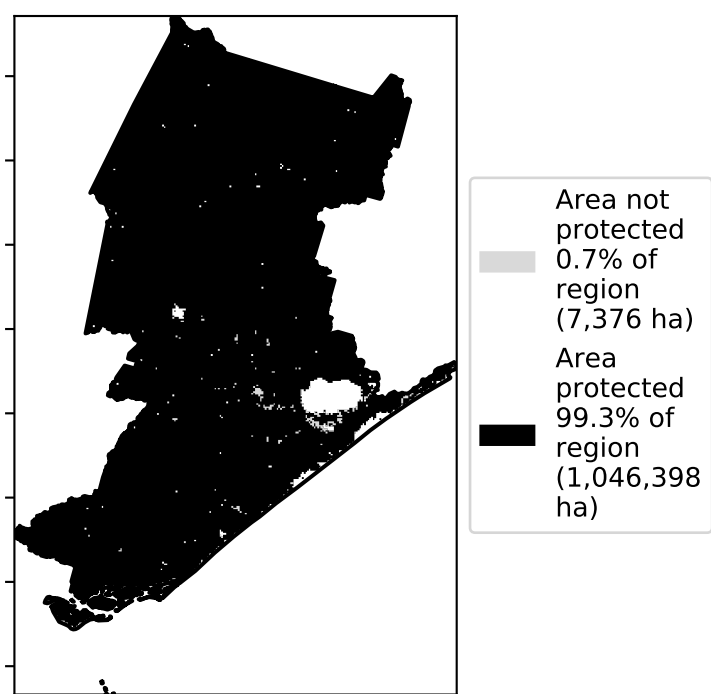 Area not
protected
0.7% of
region
(7,376 ha)
Area
protected
99.3% of
region
(1,046,398
ha)